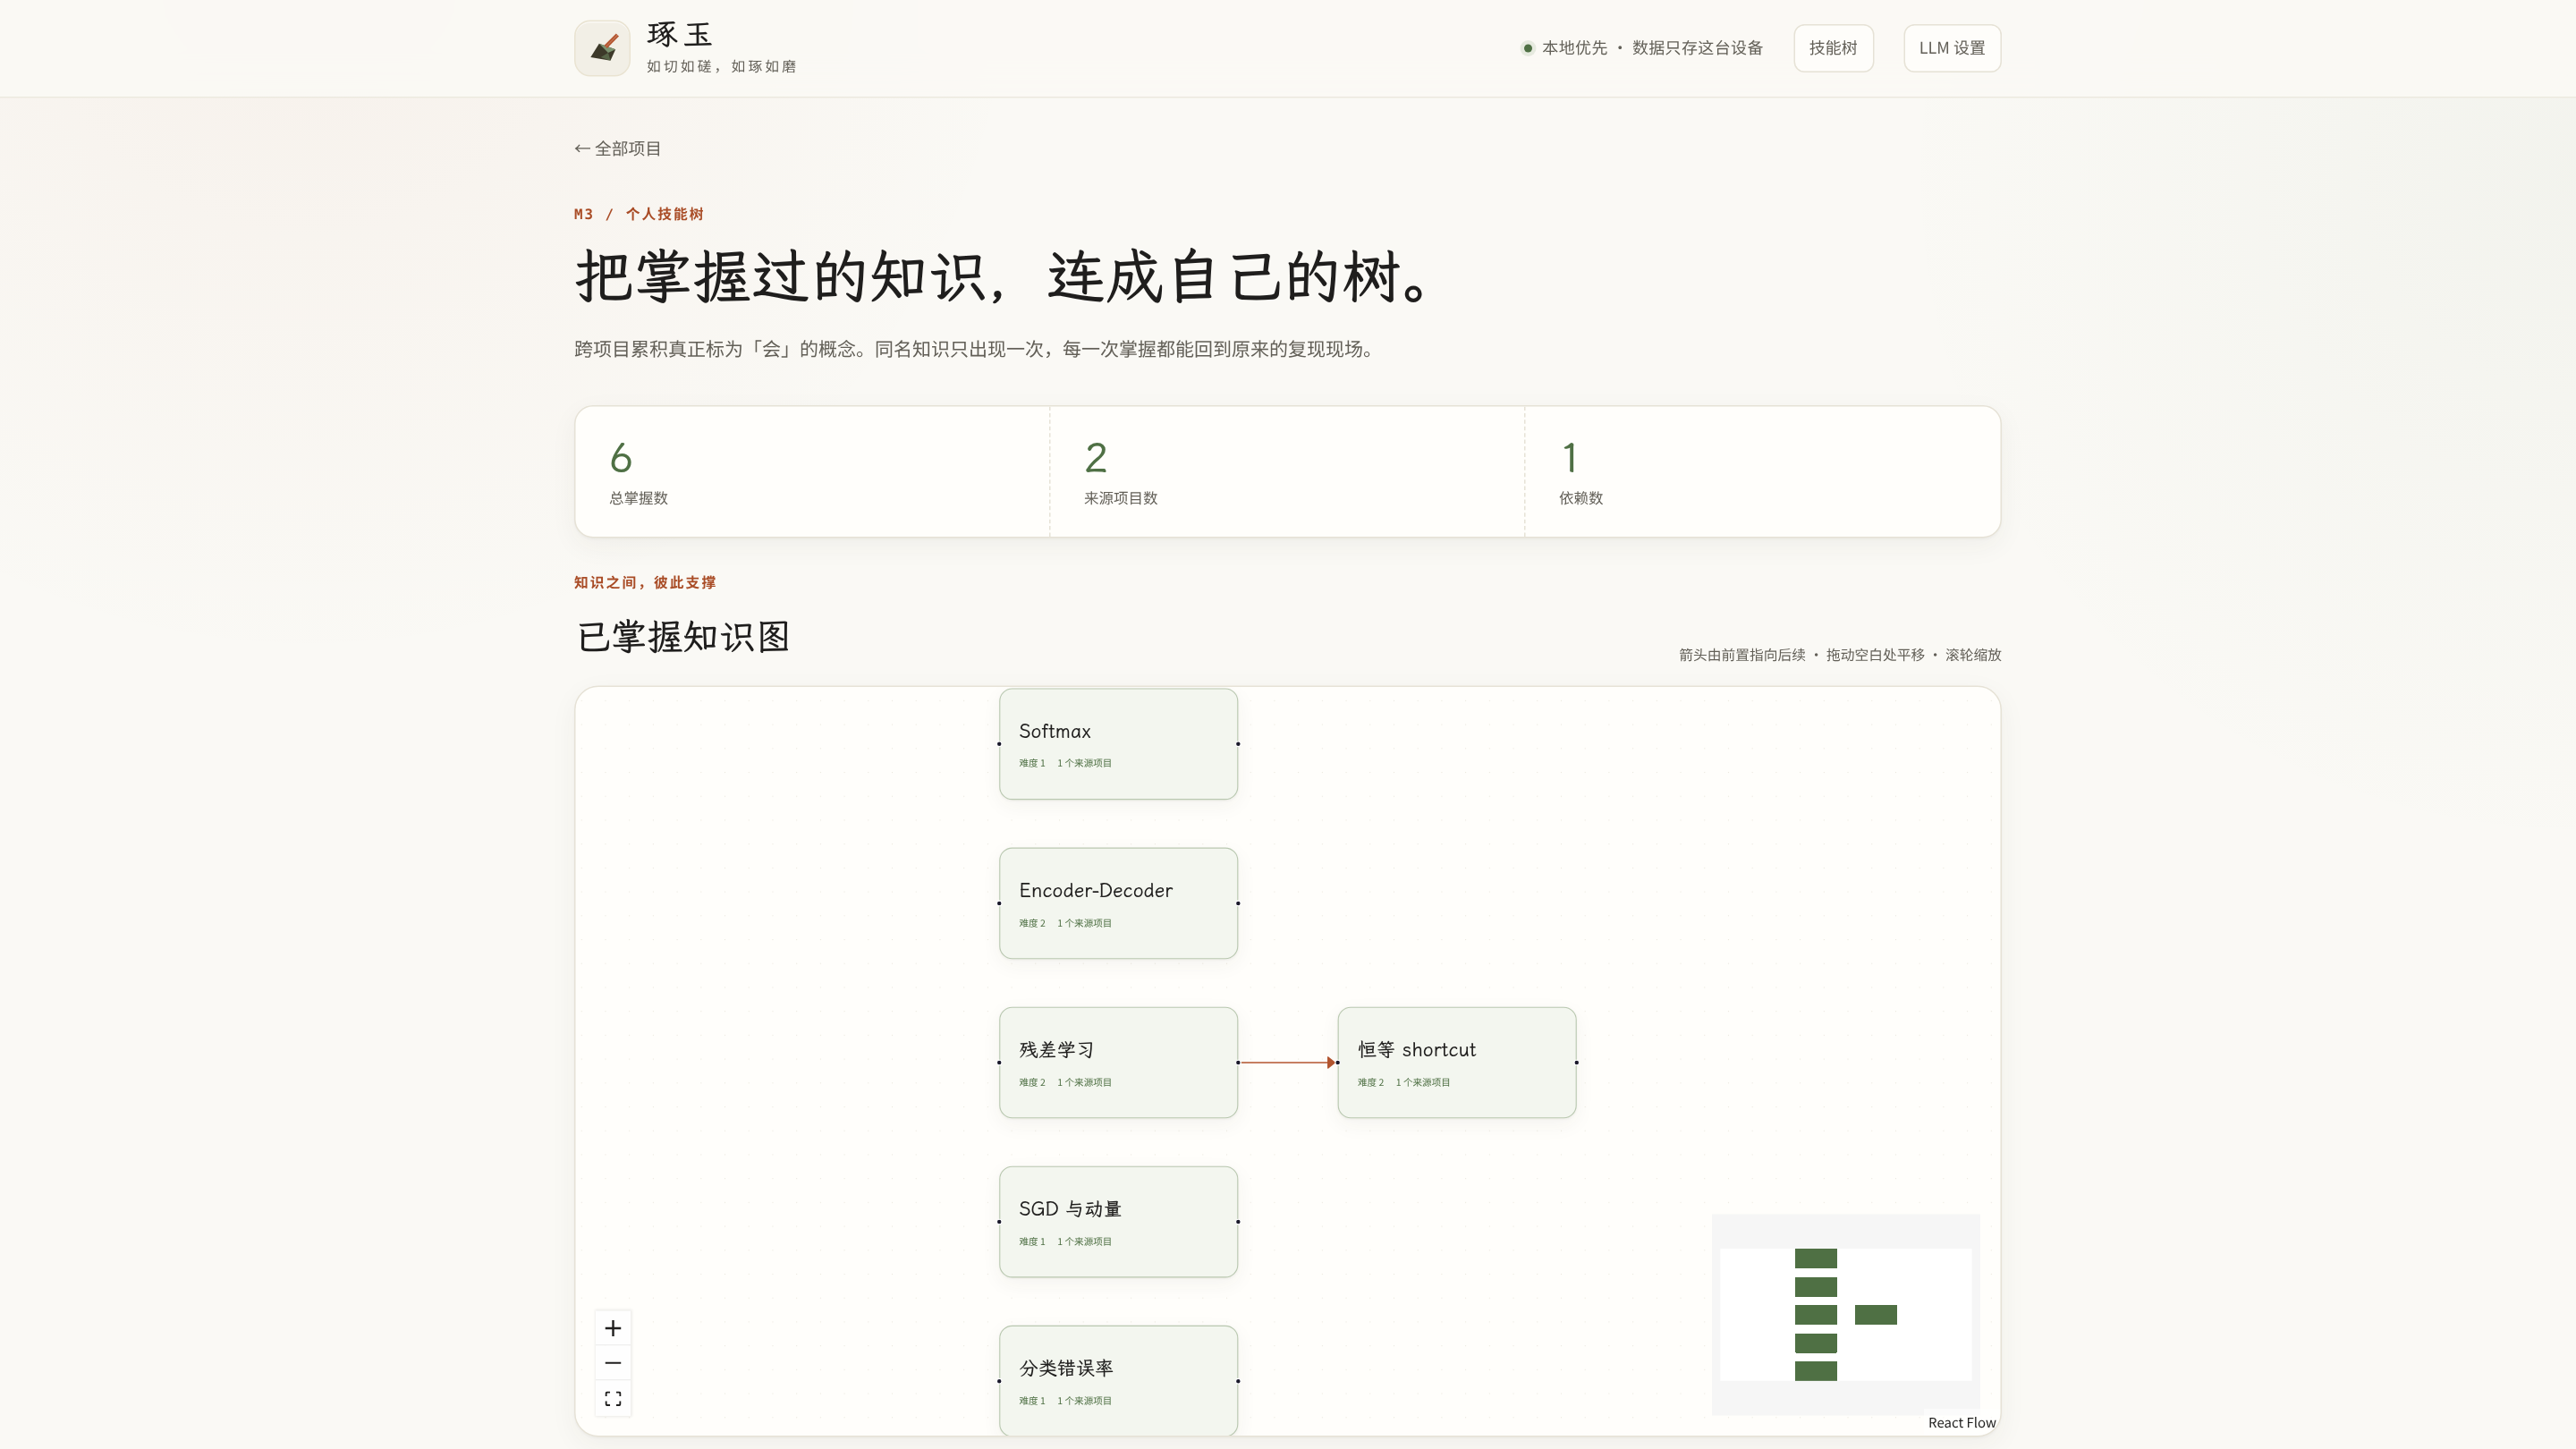 琢玉
如切如磋，如琢如磨
本地优先 · 数据只存这台设备
技能树
LLM 设置
← 全部项目
M3 / 个人技能树
把掌握过的知识，连成自己的树。
跨项目累积真正标为「会」的概念。同名知识只出现一次，每一次掌握都能回到原来的复现现场。
6
总掌握数
2
来源项目数
1
依赖数
知识之间，彼此支撑
已掌握知识图
箭头由前置指向后续 · 拖动空白处平移 · 滚轮缩放
Softmax
难度 1 1 个来源项目
Encoder-Decoder
难度 2 1 个来源项目
残差学习
难度 2 1 个来源项目
恒等 shortcut
难度 2 1 个来源项目
SGD 与动量
难度 1 1 个来源项目
分类错误率
难度 1 1 个来源项目
React Flow